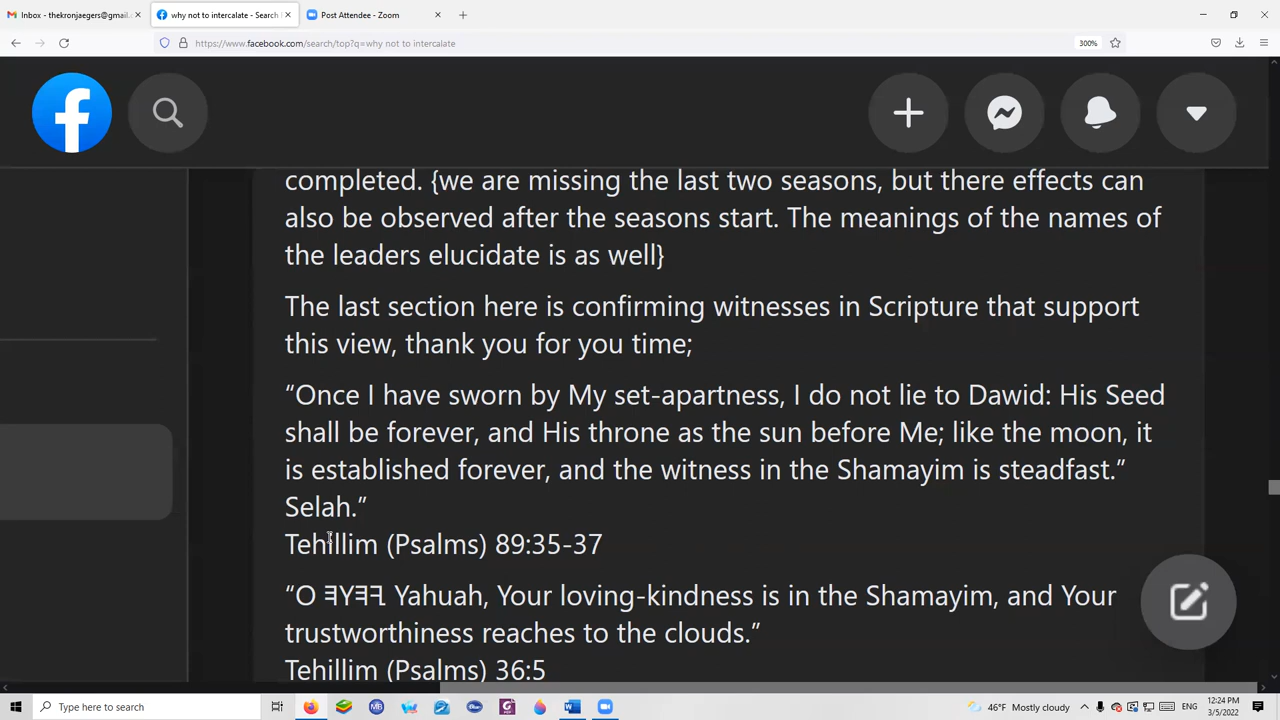 Inbox - thekronjaegers@gmail.
why not to intercalate - Search
Post Attendee - Zoom
https://www.facebook.com/search/top?q=why not to intercalate
300%
completed. {we are missing the last two seasons, but there effects can
also be observed after the seasons start. The meanings of the names of
the leaders elucidate is as well}
The last section here is confirming witnesses in Scripture that support
this view, thank you for you time;
“Once I have sworn by My set-apartness, I do not lie to Dawid: His Seed
shall be forever, and His throne as the sun before Me; like the moon, it
is established forever, and the witness in the Shamayim is steadfast.”
Selah.”
Tehillim (Psalms) 89:35-37
“O 𐤄𐤅𐤄𐤉 Yahuah, Your loving-kindness is in the Shamayim, and Your
trustworthiness reaches to the clouds.”
Tehillim (Psalms) 36:5
Type here to search
46°F Mostly cloudy
12:24 PM
3/5/2022